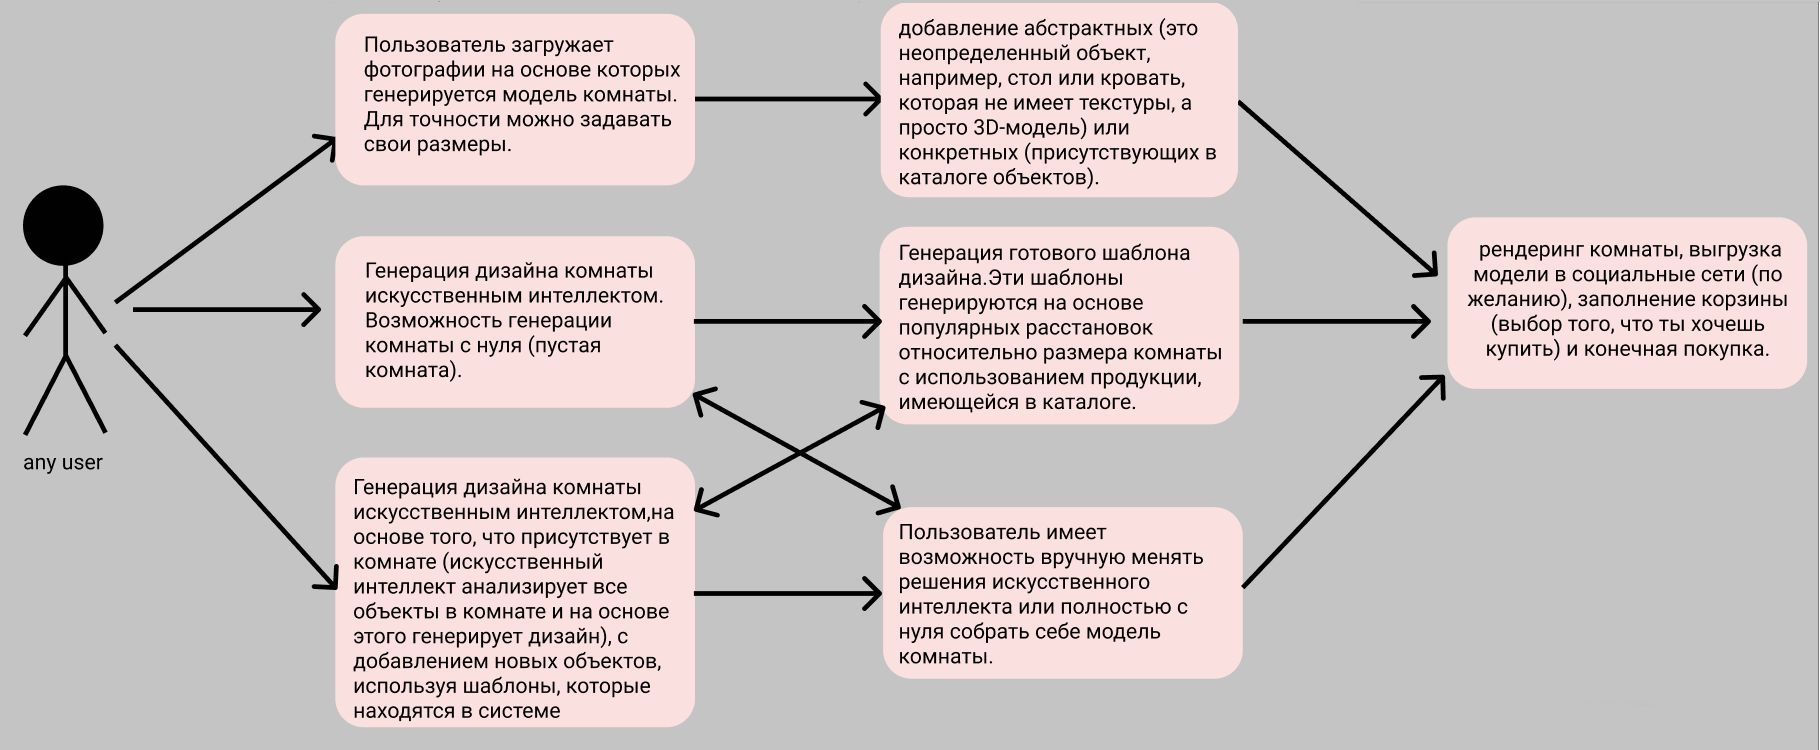 Пользователь загружает
фотографии на основе которых
генерируется модель комнаты.
Для точности можно задавать
свои размеры.
добавление абстрактных (это
неопределенный объект,
например, стол или кровать,
которая не имеет текстуры, а
просто 3D-модель) или
конкретных (присутствующих в
каталоге объектов).
Генерация дизайна комнаты
искусственным интеллектом.
Возможность генерации
комнаты с нуля (пустая
комната).
Генерация готового шаблона
дизайна.Эти шаблоны
генерируются на основе
популярных расстановок
относительно размера комнаты
с использованием продукции,
имеющейся в каталоге.
рендеринг комнаты, выгрузка
модели в социальные сети (по
желанию), заполнение корзины
(выбор того, что ты хочешь
купить) и конечная покупка.
any user
Генерация дизайна комнаты
искусственным интеллектом,на
основе того, что присутствует в
комнате (искусственный
интеллект анализирует все
объекты в комнате и на основе
этого генерирует дизайн), с
добавлением новых объектов,
используя шаблоны, которые
находятся в системе
Пользователь имеет
возможность вручную менять
решения искусственного
интеллекта или полностью с
нуля собрать себе модель
комнаты.